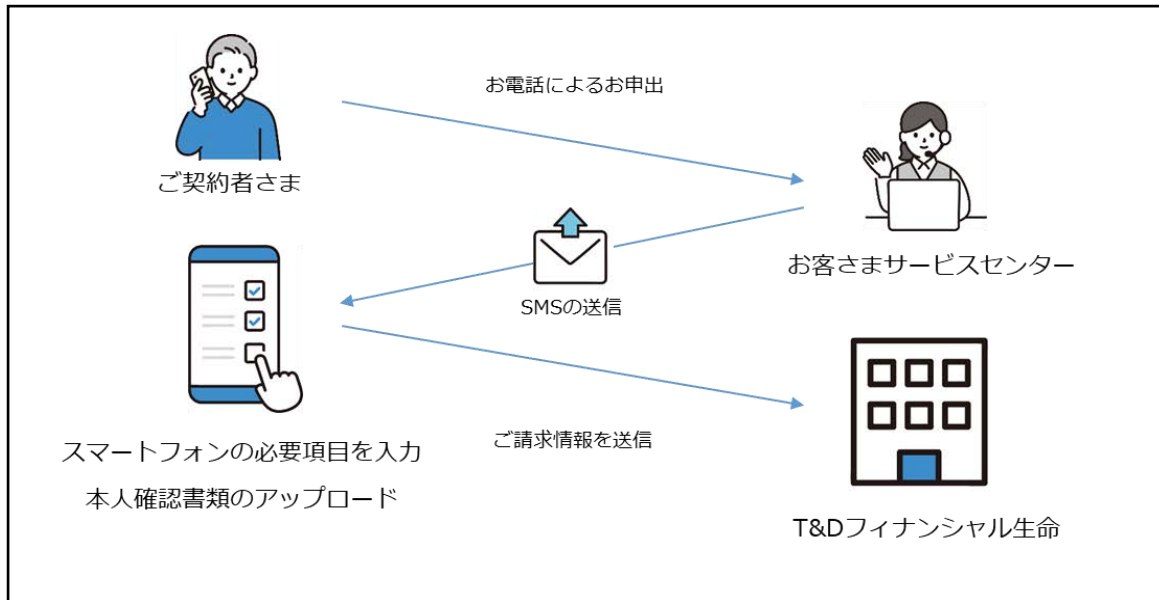 お電話によるお申出
ご契約者さま
お客さまサービスセンター
SMSの送信
ご請求情報を送信
スマートフォンの必要項目を入力
本人確認書類のアップロード
T&Dフィナンシャル生命